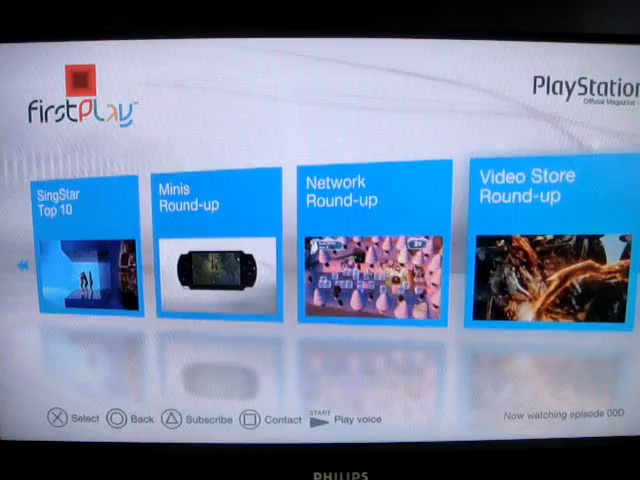 FirstPlay™
PlayStation
Official Magazine -
SingStar
Top 10
Minis
Round-up
Network
Round-up
Video Store
Round-up
Select
Back
Subscribe
Contact
START
Play voice
Now watching episode 00D
PHILIPS